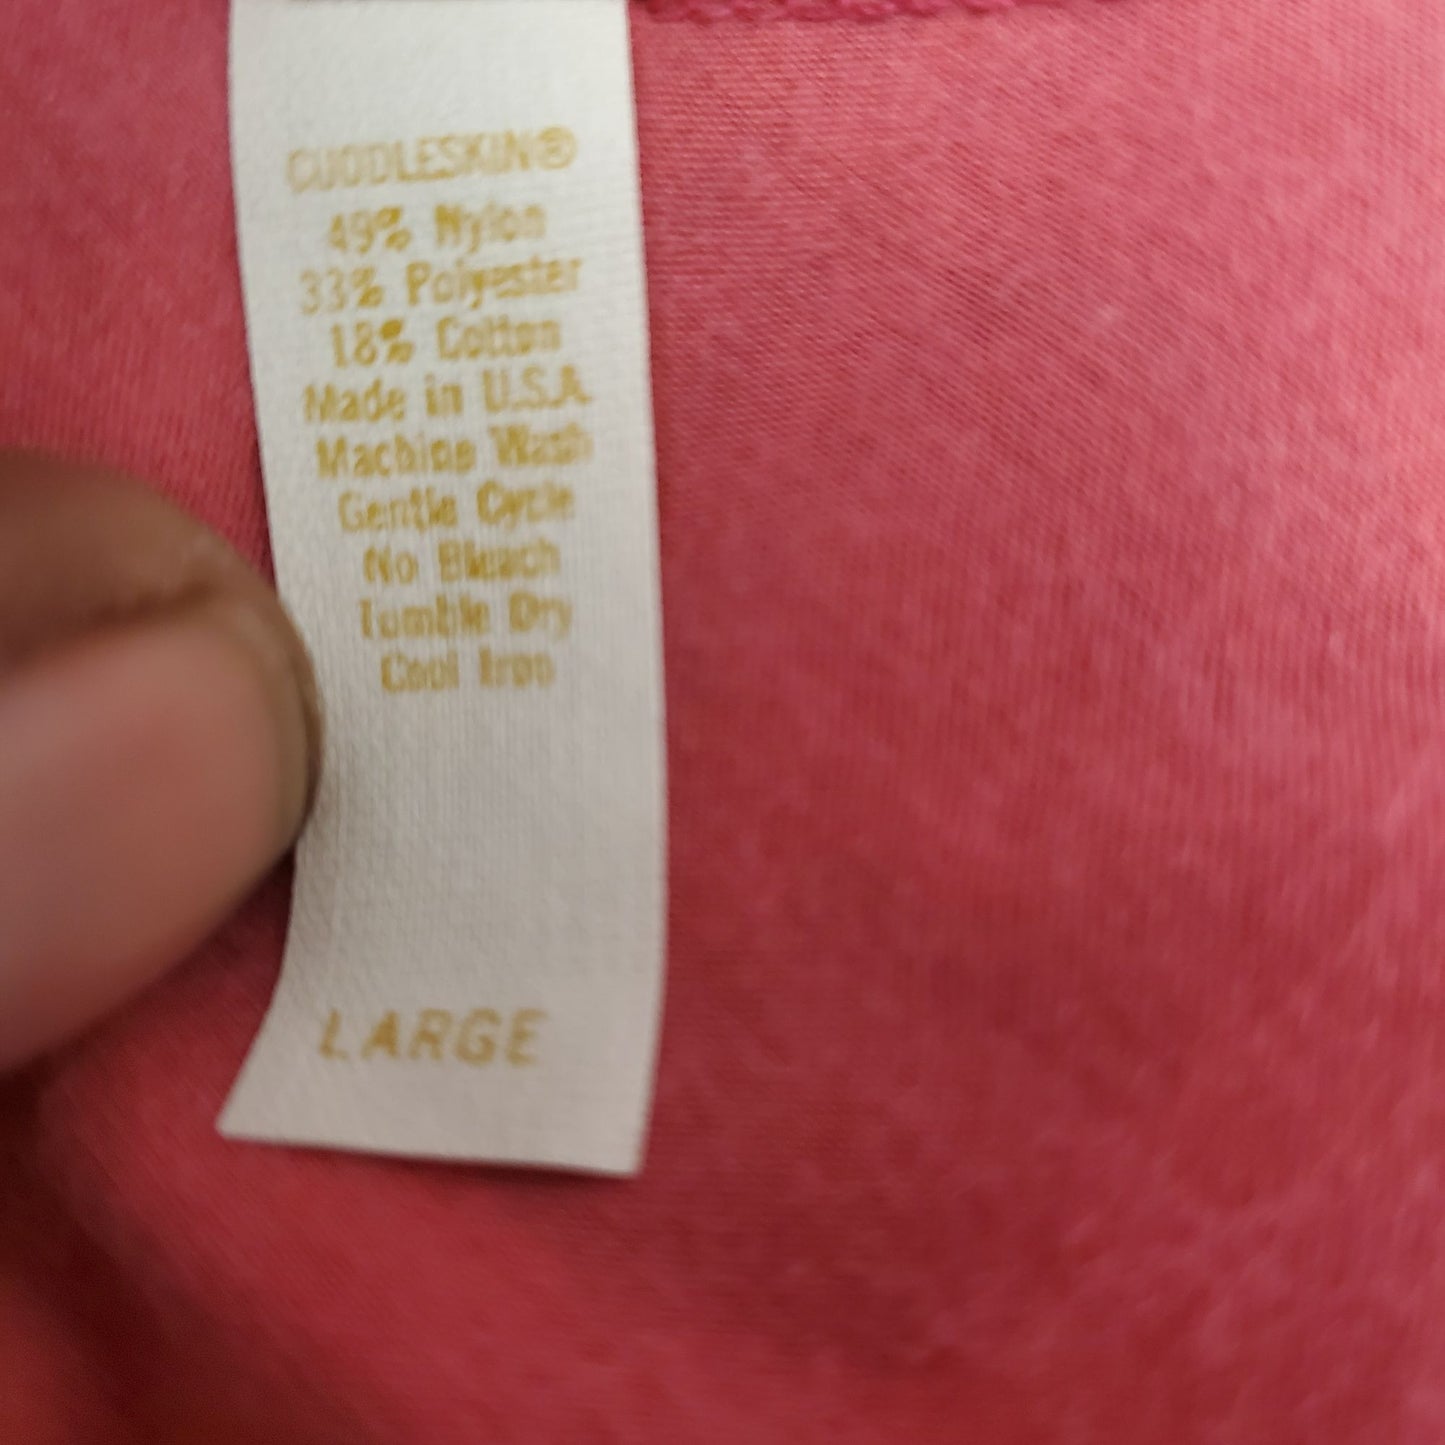 CUDDLESKIN®
49% Nylon
33% Polyester
18% Cotton
Made in U.S.A.
Machine Wash
Gentle Cycle
No Bleach
Tumble Dry
Cool Iron
LARGE